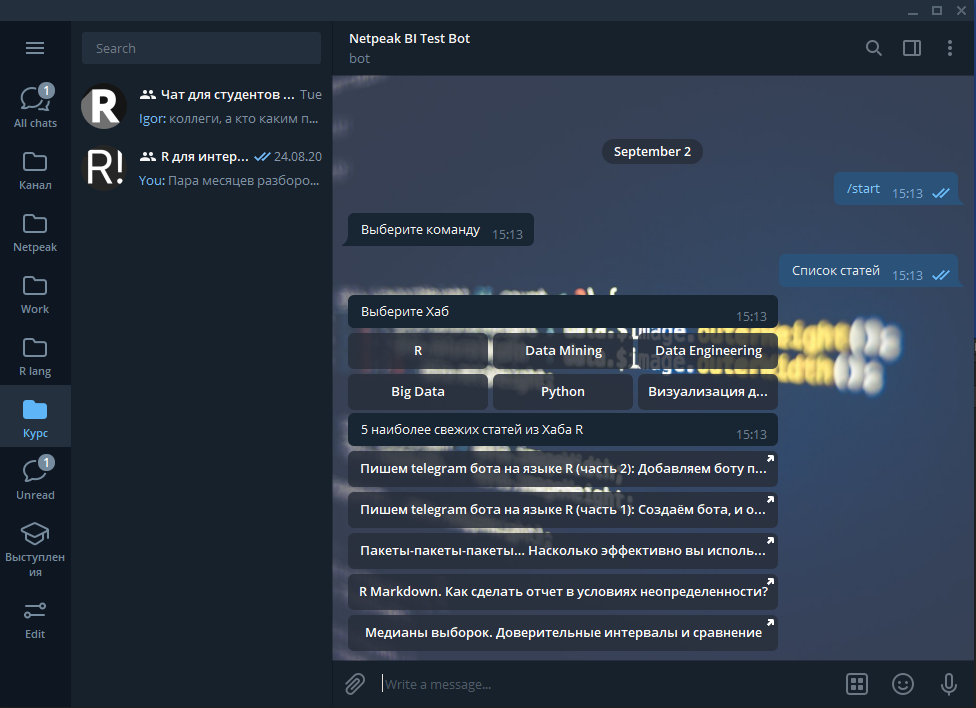 Search
Netpeak BI Test Bot
bot
1
All chats
Канал
Netpeak
Work
R lang
Курс
1
Unread
Выступлен
ия
Edit
R
Чат для студентов ... Tue
Igor: коллеги, а кто каким п...
R!
R для интер... 24.08.20
You: Пара месяцев разборо...
September 2
/start 15:13
Выберите команду 15:13
Список статей 15:13
Выберите Хаб 15:13
R Data Mining Data Engineering
Big Data Python Визуализация д...
5 наиболее свежих статей из Хаба R 15:13
Пишем telegram бота на языке R (часть 2): Добавляем боту п...
Пишем telegram бота на языке R (часть 1): Создаём бота, и о...
Пакеты-пакеты-пакеты... Насколько эффективно вы исполь...
R Markdown. Как сделать отчет в условиях неопределенности?
Медианы выборок. Доверительные интервалы и сравнение
Write a message...